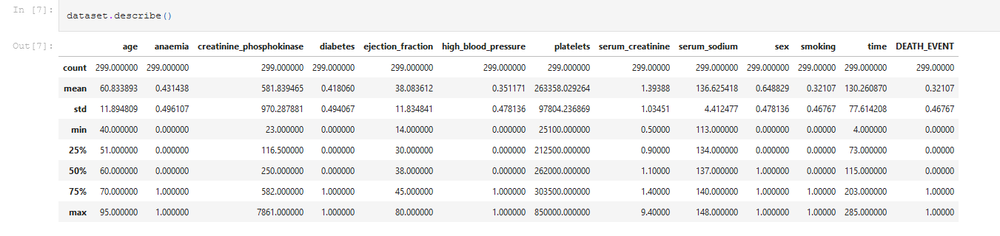 In [7]: dataset.describe()
Out[7]: age anaemia creatinine_phosphokinase diabetes ejection_fraction high_blood_pressure platelets serum_creatinine serum_sodium sex smoking time DEATH_EVENT
count 299.000000 299.000000 299.000000 299.000000 299.000000 299.000000 299.000000 299.00000 299.000000 299.000000 299.00000 299.000000 299.00000
mean 60.833893 0.431438 581.839465 0.418060 38.083612 0.351171 263358.029264 1.39388 136.625418 0.648829 0.32107 130.260870 0.32107
std 11.894809 0.496107 970.287881 0.494067 11.834841 0.478136 97804.236869 1.03451 4.412477 0.478136 0.46767 77.614208 0.46767
min 40.000000 0.000000 23.000000 0.000000 14.000000 0.000000 25100.000000 0.50000 113.000000 0.000000 0.00000 4.000000 0.00000
25% 51.000000 0.000000 116.500000 0.000000 30.000000 0.000000 212500.000000 0.90000 134.000000 0.000000 0.00000 73.000000 0.00000
50% 60.000000 0.000000 250.000000 0.000000 38.000000 0.000000 262000.000000 1.10000 137.000000 1.000000 0.00000 115.000000 0.00000
75% 70.000000 1.000000 582.000000 1.000000 45.000000 1.000000 303500.000000 1.40000 140.000000 1.000000 1.00000 203.000000 1.00000
max 95.000000 1.000000 7861.000000 1.000000 80.000000 1.000000 850000.000000 9.40000 148.000000 1.000000 1.00000 285.000000 1.00000